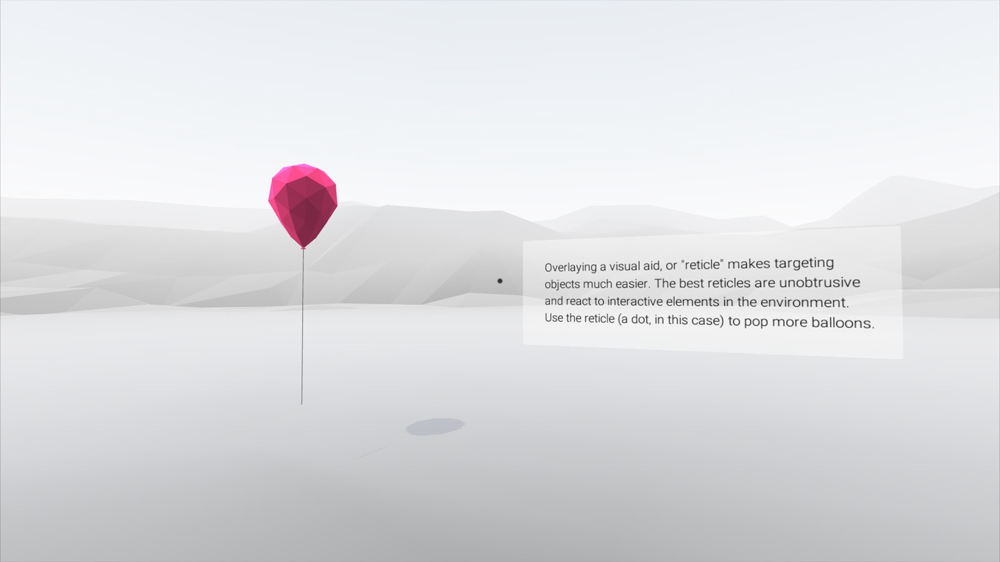 Overlaying a visual aid, or "reticle" makes targeting
objects much easier. The best reticles are unobtrusive
and react to interactive elements in the environment.
Use the reticle (a dot, in this case) to pop more balloons.